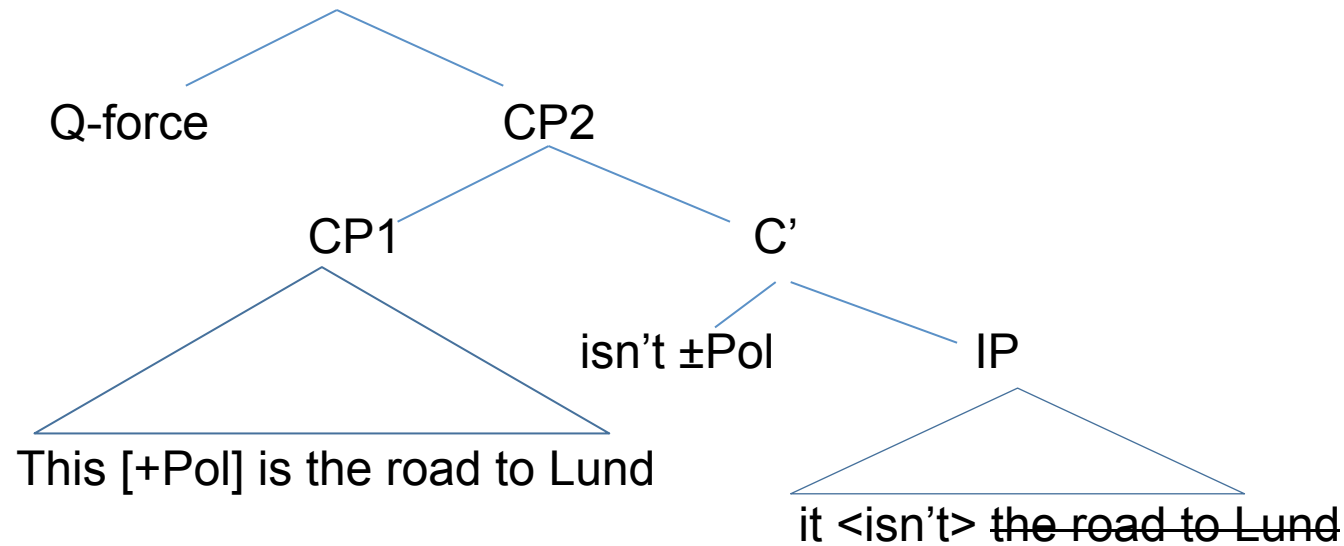 Q-force CP2
CP1 C’
isn’t ±Pol IP
This [+Pol] is the road to Lund
it <isn’t> the road to Lund